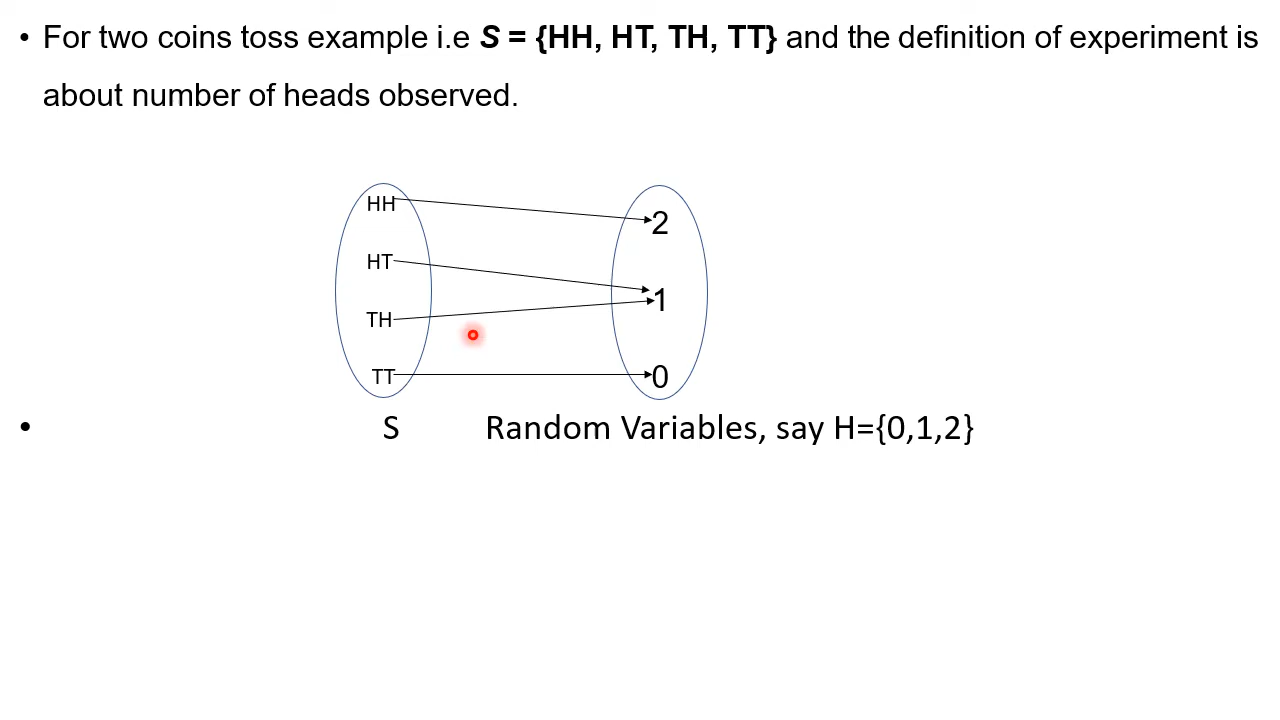 • For two coins toss example i.e S = {HH, HT, TH, TT} and the definition of experiment is
about number of heads observed.
HH
2
HT
1
TH
TT
0
• S Random Variables, say H={0,1,2}